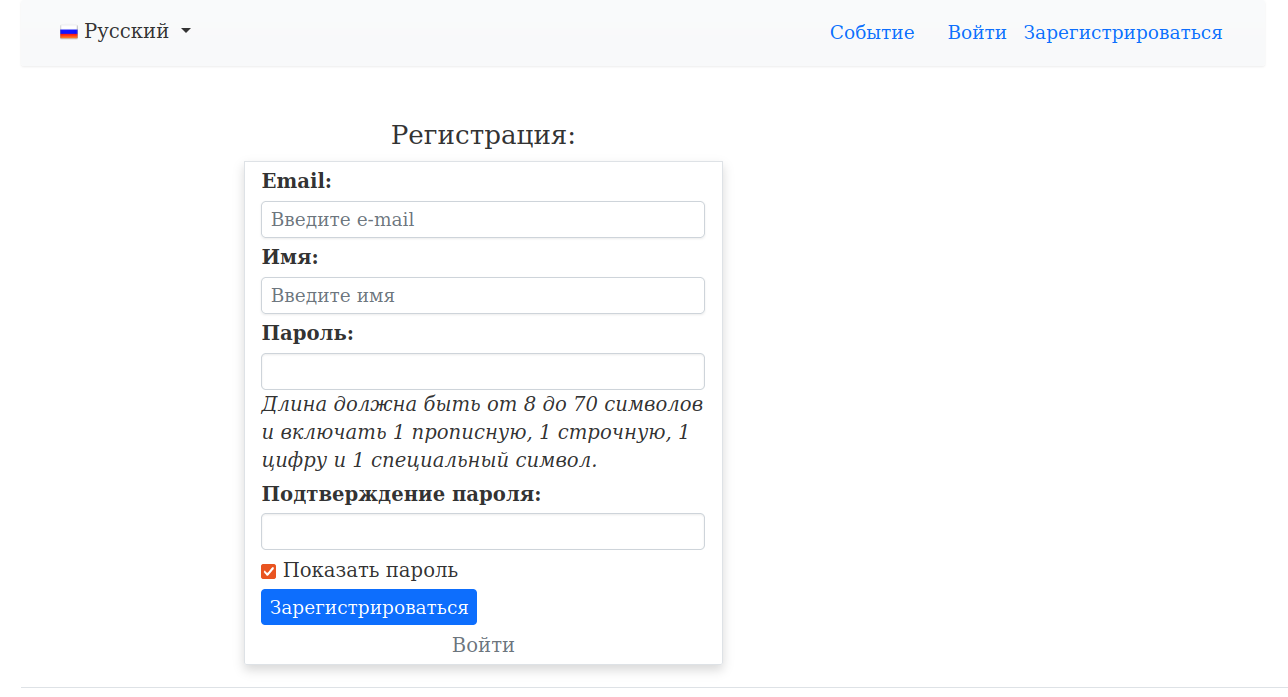 Русский
Событие Войти Зарегистрироваться
Регистрация:
Email:
Введите e-mail
Имя:
Введите имя
Пароль:
Длина должна быть от 8 до 70 символов
и включать 1 прописную, 1 строчную, 1
цифру и 1 специальный символ.
Подтверждение пароля:
Показать пароль
Зарегистрироваться
Войти